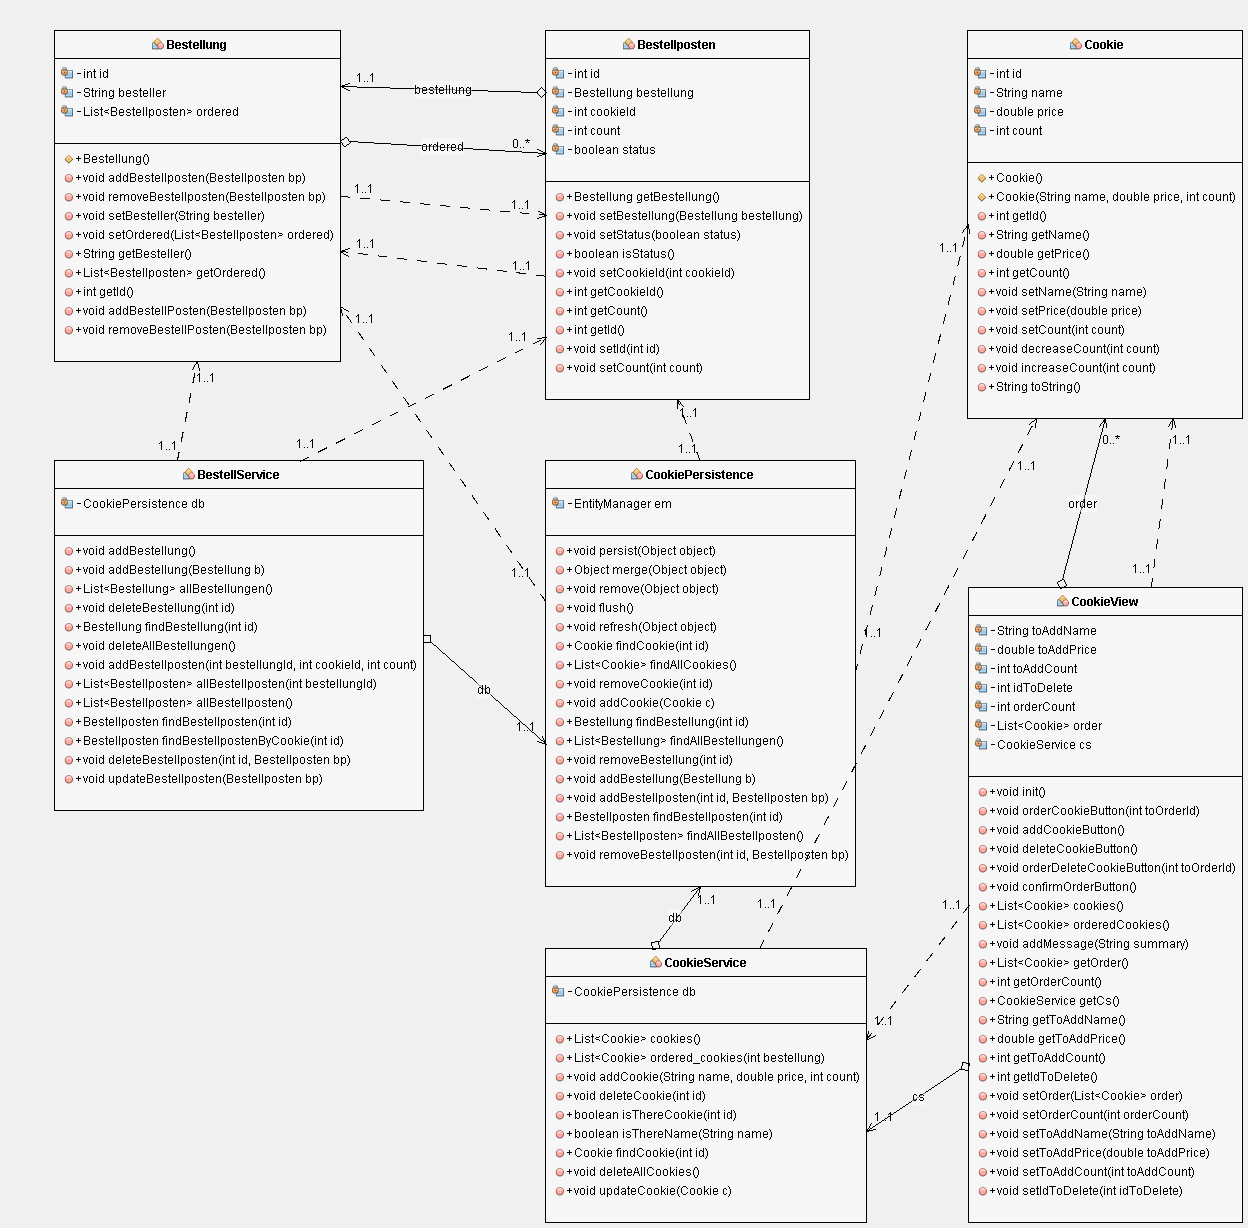 Bestellung
- int id
- String besteller
- List<Bestellposten> ordered
+ Bestellung()
+ void addBestellposten(Bestellposten bp)
+ void removeBestellposten(Bestellposten bp)
+ void setBesteller(String besteller)
+ void setOrdered(List<Bestellposten> ordered)
+ String getBesteller()
+ List<Bestellposten> getOrdered()
+ int getId()
+ void addBestellPosten(Bestellposten bp)
+ void removeBestellPosten(Bestellposten bp)
1..1
bestellung
ordered
0..*
1..1
1..1
1..1
1..1
1..1
1..1
Bestellposten
- int id
- Bestellung bestellung
- int cookieId
- int count
- boolean status
+ Bestellung getBestellung()
+ void setBestellung(Bestellung bestellung)
+ void setStatus(boolean status)
+ boolean isStatus()
+ void setCookieId(int cookieId)
+ int getCookieId()
+ int getCount()
+ int getId()
+ void setId(int id)
+ void setCount(int count)
Cookie
- int id
- String name
- double price
- int count
+ Cookie()
+ Cookie(String name, double price, int count)
+ int getId()
+ String getName()
+ double getPrice()
+ int getCount()
+ void setName(String name)
+ void setPrice(double price)
+ void setCount(int count)
+ void decreaseCount(int count)
+ void increaseCount(int count)
+ String toString()
1..1
1..1
1..1
1..1
1..1
1..1
0..*
1..1
1..1
order
1..1
BestellService
- CookiePersistence db
+ void addBestellung()
+ void addBestellung(Bestellung b)
+ List<Bestellung> allBestellungen()
+ void deleteBestellung(int id)
+ Bestellung findBestellung(int id)
+ void deleteAllBestellungen()
+ void addBestellposten(int bestellungId, int cookieId, int count)
+ List<Bestellposten> allBestellposten(int bestellungId)
+ List<Bestellposten> allBestellposten()
+ Bestellposten findBestellposten(int id)
+ Bestellposten findBestellpostenByCookie(int id)
+ void deleteBestellposten(int id, Bestellposten bp)
+ void updateBestellposten(Bestellposten bp)
1..1
db
1..1
CookiePersistence
- EntityManager em
+ void persist(Object object)
+ Object merge(Object object)
+ void remove(Object object)
+ void flush()
+ void refresh(Object object)
+ Cookie findCookie(int id)
+ List<Cookie> findAllCookies()
+ void removeCookie(int id)
+ void addCookie(Cookie c)
+ Bestellung findBestellung(int id)
+ List<Bestellung> findAllBestellungen()
+ void removeBestellung(int id)
+ void addBestellung(Bestellung b)
+ void addBestellposten(int id, Bestellposten bp)
+ Bestellposten findBestellposten(int id)
+ List<Bestellposten> findAllBestellposten()
+ void removeBestellposten(int id, Bestellposten bp)
1..1
1..1
db
1..1
CookieView
- String toAddName
- double toAddPrice
- int toAddCount
- int idToDelete
- int orderCount
- List<Cookie> order
- CookieService cs
+ void init()
+ void orderCookieButton(int toOrderId)
+ void addCookieButton()
+ void deleteCookieButton()
+ void orderDeleteCookieButton(int toOrderId)
+ void confirmOrderButton()
+ List<Cookie> cookies()
+ List<Cookie> orderedCookies()
+ void addMessage(String summary)
+ List<Cookie> getOrder()
+ int getOrderCount()
+ CookieService getCs()
+ String getToAddName()
+ double getToAddPrice()
+ int getToAddCount()
+ int getIdToDelete()
+ void setOrder(List<Cookie> order)
+ void setOrderCount(int orderCount)
+ void setToAddName(String toAddName)
+ void setToAddPrice(double toAddPrice)
+ void setToAddCount(int toAddCount)
+ void setIdToDelete(int idToDelete)
1..1
1..1
cs
1..1
CookieService
- CookiePersistence db
+ List<Cookie> cookies()
+ List<Cookie> ordered_cookies(int bestellung)
+ void addCookie(String name, double price, int count)
+ void deleteCookie(int id)
+ boolean isThereCookie(int id)
+ boolean isThereName(String name)
+ Cookie findCookie(int id)
+ void deleteAllCookies()
+ void updateCookie(Cookie c)